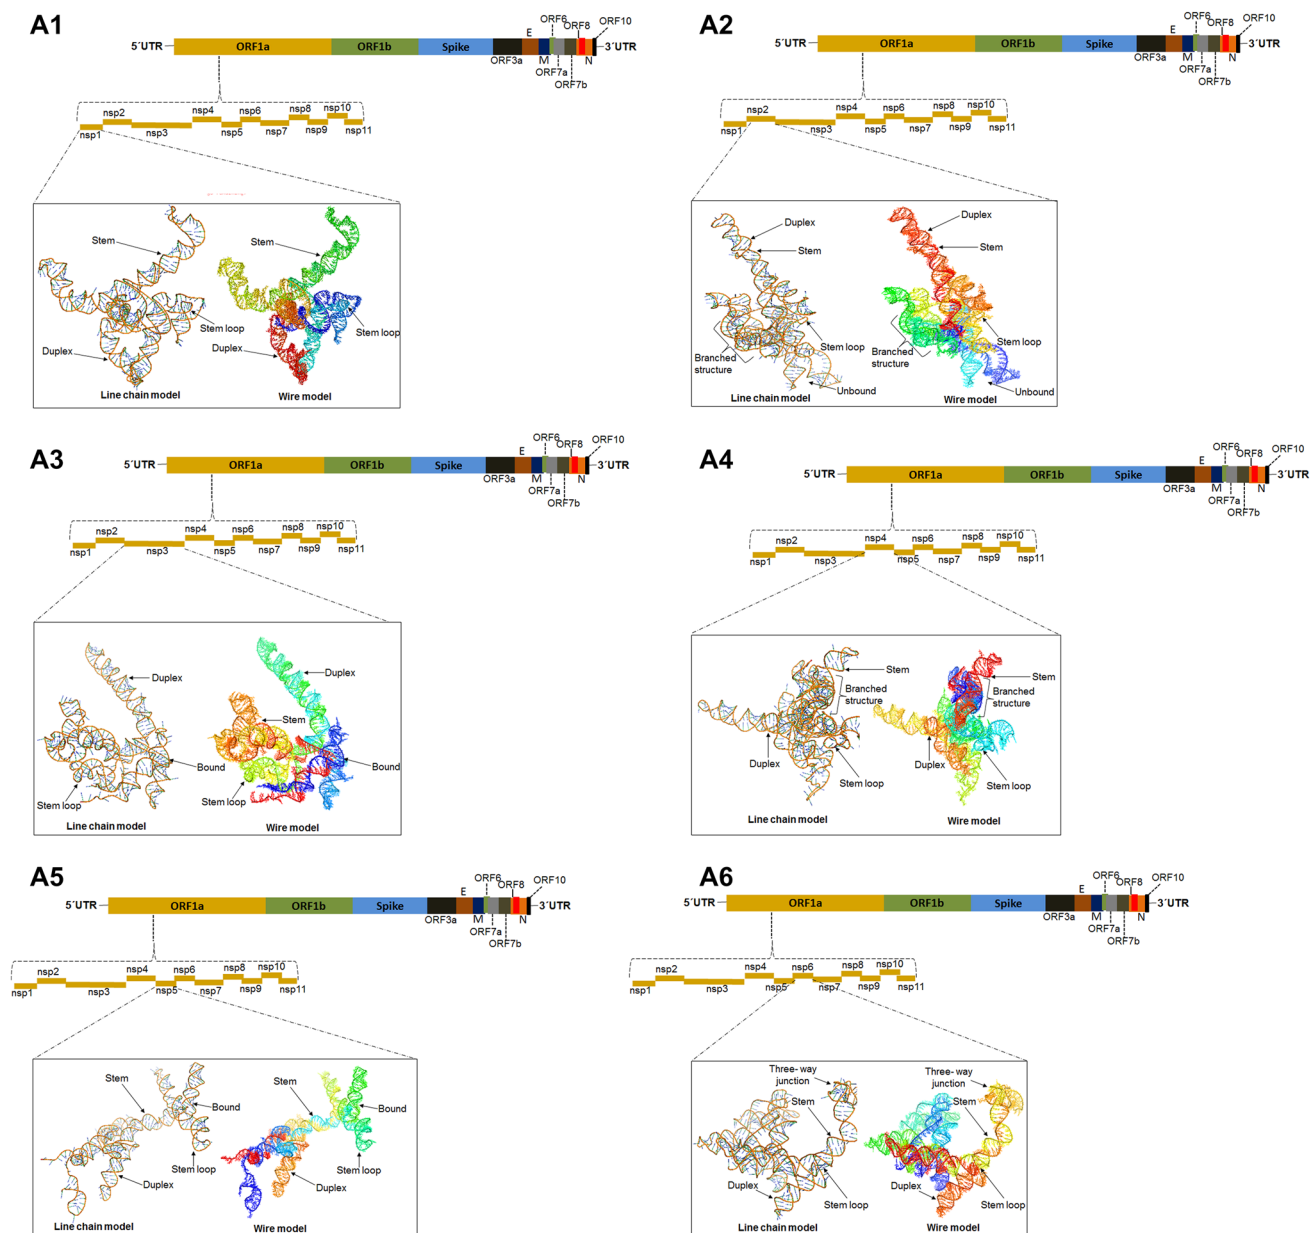 A1
5´UTR
ORF1a
ORF1b
Spike
ORF3a
E
M
ORF6
ORF7a
ORF8
ORF7b
N
ORF10
3´UTR
nsp1
nsp2
nsp3
nsp4
nsp5
nsp6
nsp7
nsp8
nsp9
nsp10
nsp11
Stem
Stem loop
Duplex
Line chain model
Stem
Stem loop
Duplex
Wire model
A2
5´UTR
ORF1a
ORF1b
Spike
ORF3a
E
M
ORF6
ORF7a
ORF8
ORF7b
N
ORF10
3´UTR
nsp1
nsp2
nsp3
nsp4
nsp5
nsp6
nsp7
nsp8
nsp9
nsp10
nsp11
Duplex
Stem
Stem loop
Branched
structure
Unbound
Line chain model
Duplex
Stem
Stem loop
Branched
structure
Unbound
Wire model
A3
5´UTR
ORF1a
ORF1b
Spike
ORF3a
E
M
ORF6
ORF7a
ORF8
ORF7b
N
ORF10
3´UTR
nsp1
nsp2
nsp3
nsp4
nsp5
nsp6
nsp7
nsp8
nsp9
nsp10
nsp11
Duplex
Bound
Stem loop
Line chain model
Duplex
Stem
Bound
Stem loop
Wire model
A4
5´UTR
ORF1a
ORF1b
Spike
ORF3a
E
M
ORF6
ORF7a
ORF8
ORF7b
N
ORF10
3´UTR
nsp1
nsp2
nsp3
nsp4
nsp5
nsp6
nsp7
nsp8
nsp9
nsp10
nsp11
Stem
Branched
structure
Duplex
Stem loop
Line chain model
Stem
Branched
structure
Duplex
Stem loop
Wire model
A5
5´UTR
ORF1a
ORF1b
Spike
ORF3a
E
M
ORF6
ORF7a
ORF8
ORF7b
N
ORF10
3´UTR
nsp1
nsp2
nsp3
nsp4
nsp5
nsp6
nsp7
nsp8
nsp9
nsp10
nsp11
Stem
Bound
Stem loop
Duplex
Line chain model
Stem
Bound
Stem loop
Duplex
Wire model
A6
5´UTR
ORF1a
ORF1b
Spike
ORF3a
E
M
ORF6
ORF7a
ORF8
ORF7b
N
ORF10
3´UTR
nsp1
nsp2
nsp3
nsp4
nsp5
nsp6
nsp7
nsp8
nsp9
nsp10
nsp11
Three- way
junction
Stem
Duplex
Stem loop
Line chain model
Three- way
junction
Stem
Duplex
Stem loop
Wire model